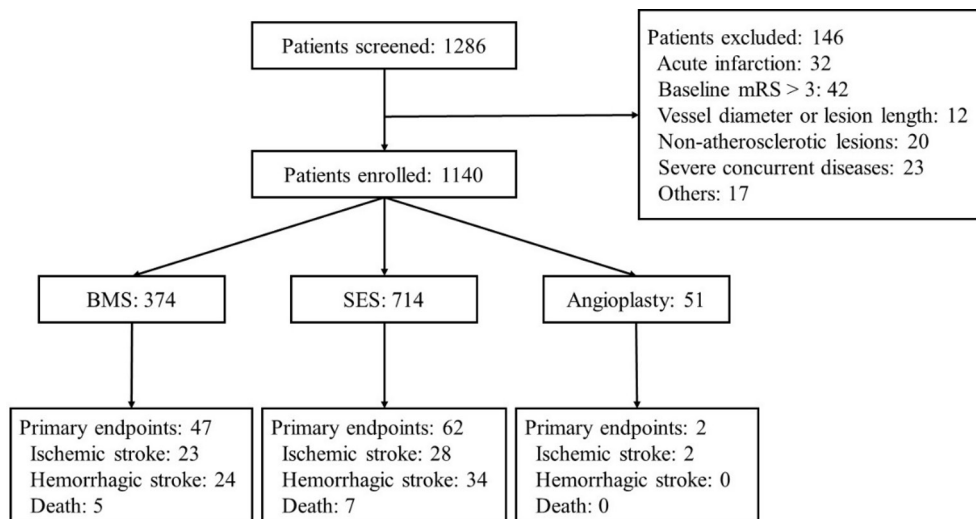 Patients screened: 1286
Patients excluded: 146
Acute infarction: 32
Baseline mRS > 3: 42
Vessel diameter or lesion length: 12
Non-atherosclerotic lesions: 20
Severe concurrent diseases: 23
Others: 17
Patients enrolled: 1140
BMS: 374
SES: 714
Angioplasty: 51
Primary endpoints: 47
Ischemic stroke: 23
Hemorrhagic stroke: 24
Death: 5
Primary endpoints: 62
Ischemic stroke: 28
Hemorrhagic stroke: 34
Death: 7
Primary endpoints: 2
Ischemic stroke: 2
Hemorrhagic stroke: 0
Death: 0